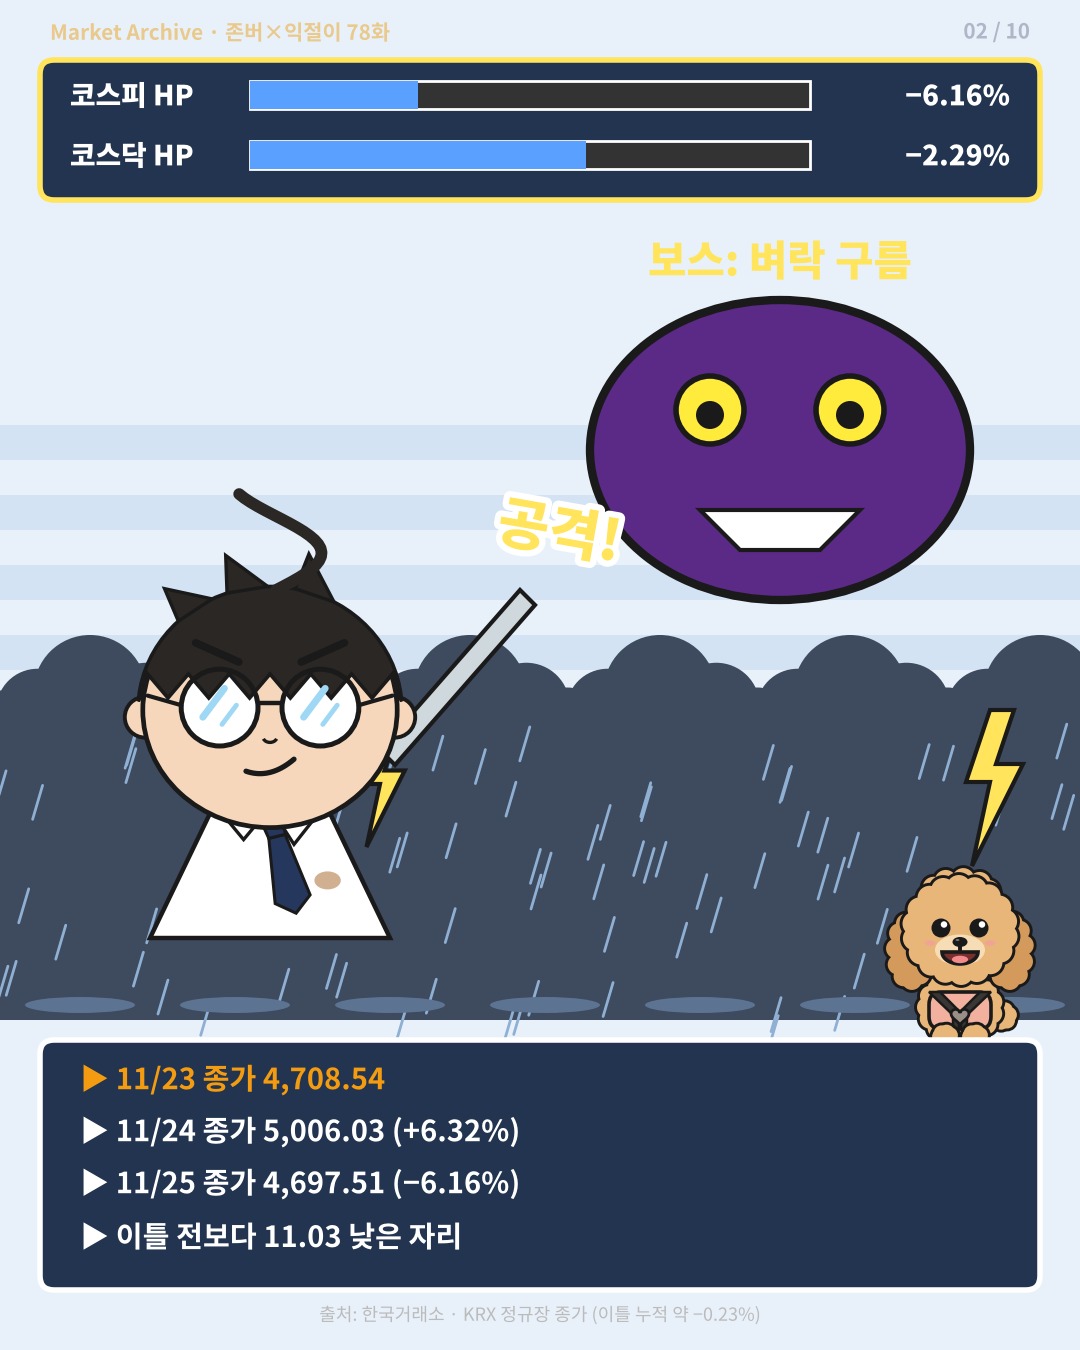 Market Archive · 존버×익절이 78화
02 / 10
코스피 HP −6.16%
코스닥 HP −2.29%
보스: 벼락 구름
공격!
▶ 11/23 종가 4,708.54
▶ 11/24 종가 5,006.03 (+6.32%)
▶ 11/25 종가 4,697.51 (−6.16%)
▶ 이틀 전보다 11.03 낮은 자리
출처: 한국거래소 · KRX 정규장 종가 (이틀 누적 약 −0.23%)